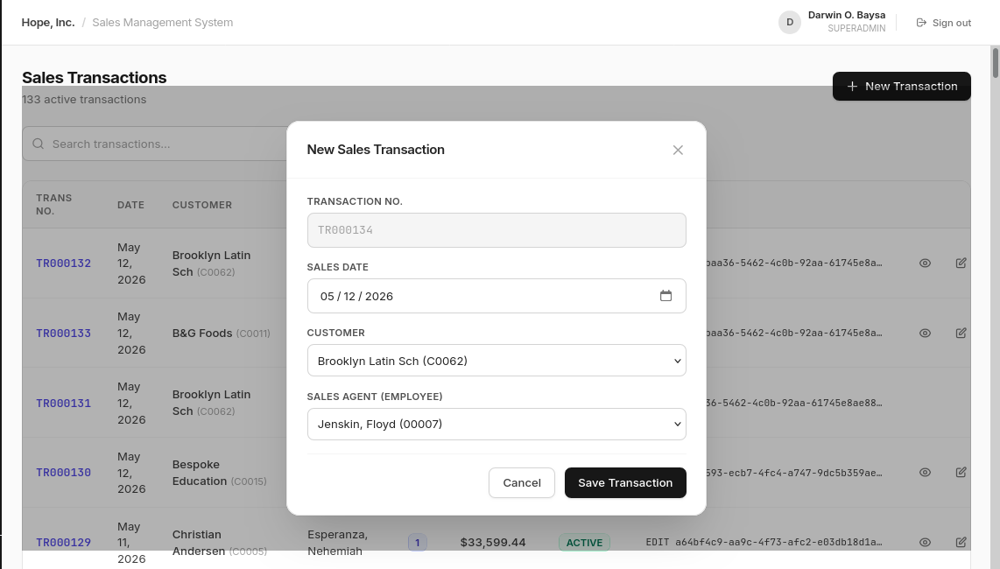 Hope, Inc. / Sales Management System
D
Darwin O. Baysa
SUPERADMIN
Sign out
Sales Transactions
133 active transactions
+ New Transaction
Search transactions...
TRANS NO.
DATE
CUSTOMER
TR000132
May 12, 2026
Brooklyn Latin Sch (C0062)
baa36-5462-4c0b-92aa-61745e8a…
TR000133
May 12, 2026
B&G Foods (C0011)
baa36-5462-4c0b-92aa-61745e8a…
TR000131
May 12, 2026
Brooklyn Latin Sch (C0062)
36-5462-4c0b-92aa-61745e8ae88…
TR000130
May 12, 2026
Bespoke Education (C0015)
593-ecb7-4fc4-a747-9dc5b359ae…
TR000129
May 11, 2026
Christian Andersen (C0005)
Esperanza, Nehemiah
1
$33,599.44
ACTIVE
EDIT a64bf4c9-aa9c-4f73-afc2-e03db18d1a…
New Sales Transaction
TRANSACTION NO.
TR000134
SALES DATE
05 / 12 / 2026
CUSTOMER
Brooklyn Latin Sch (C0062)
SALES AGENT (EMPLOYEE)
Jenskin, Floyd (00007)
Cancel
Save Transaction